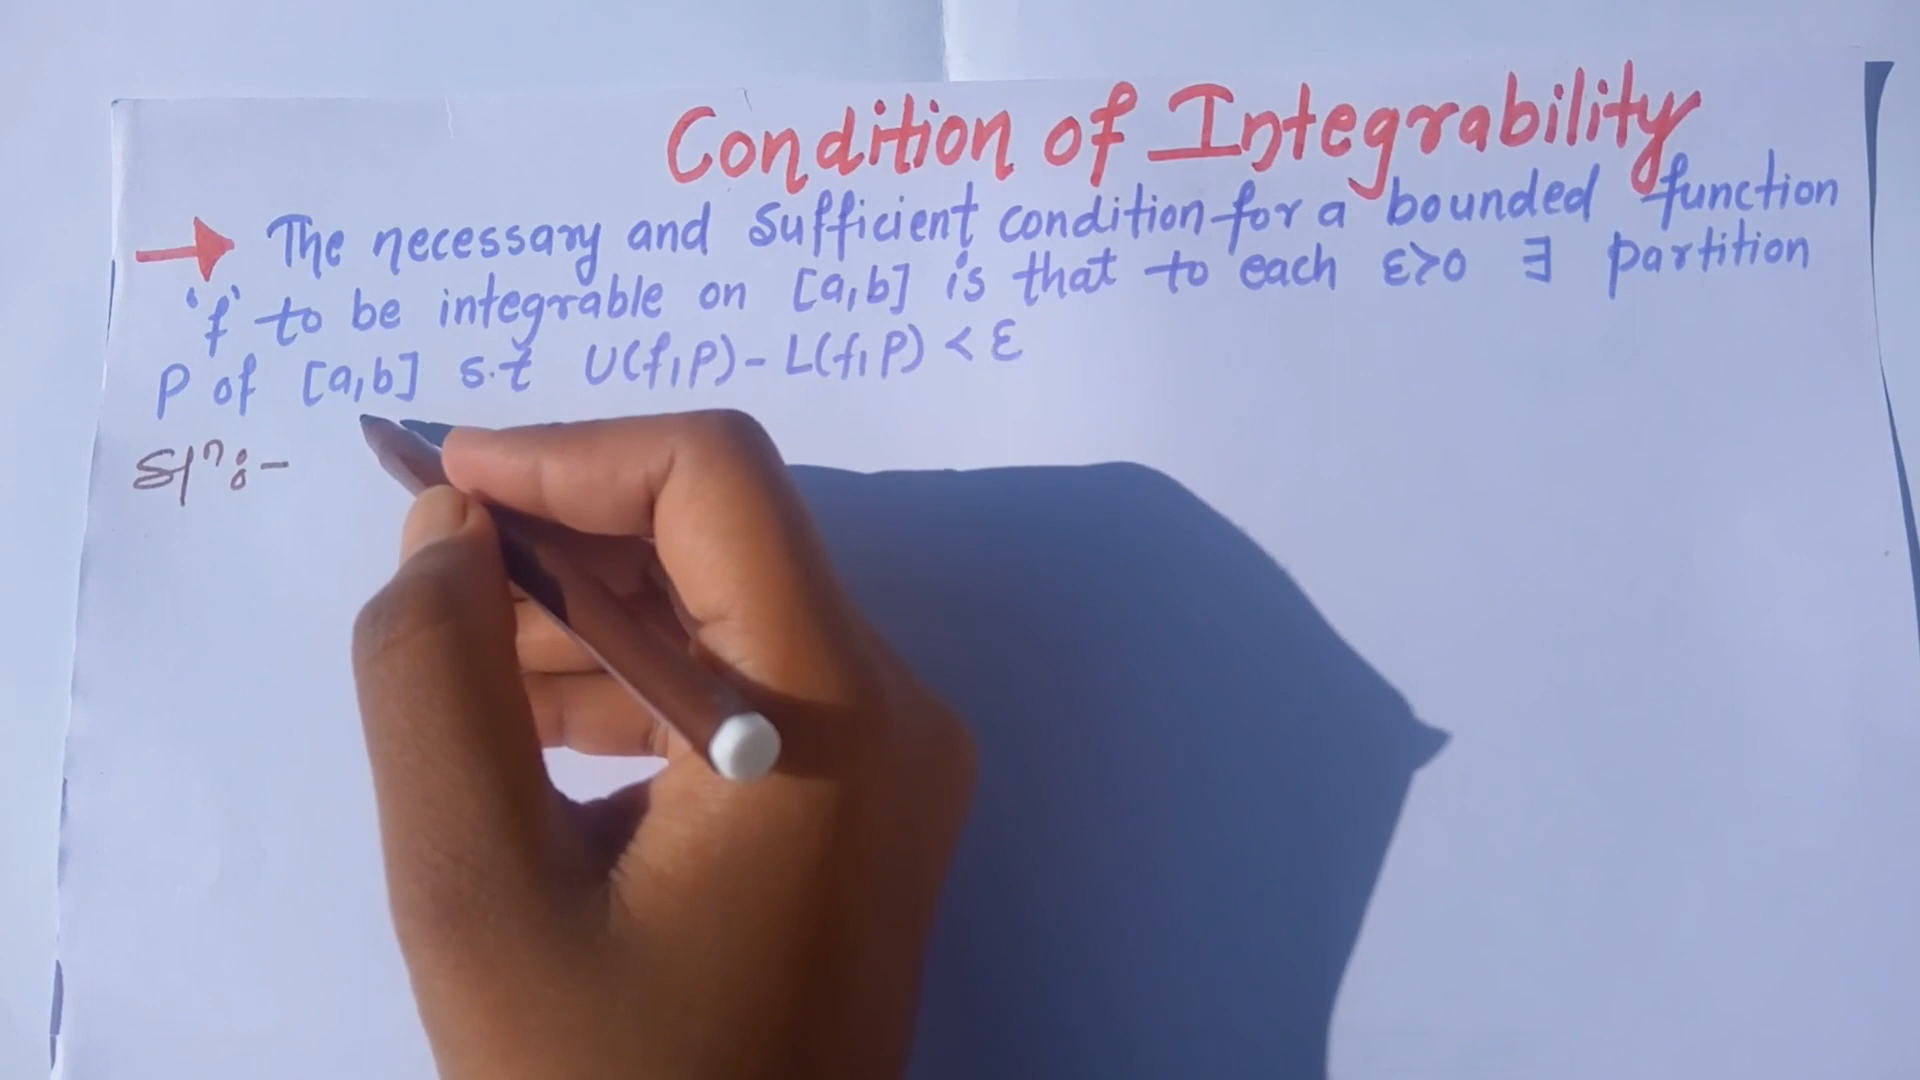 Condition of Integrability
→ The necessary and sufficient condition for a bounded function
'f' to be integrable on [a,b] is that to each ε>0 ∃ partition
P of [a,b] s.t U(f,P)-L(f,P) < ε
Slⁿ:-